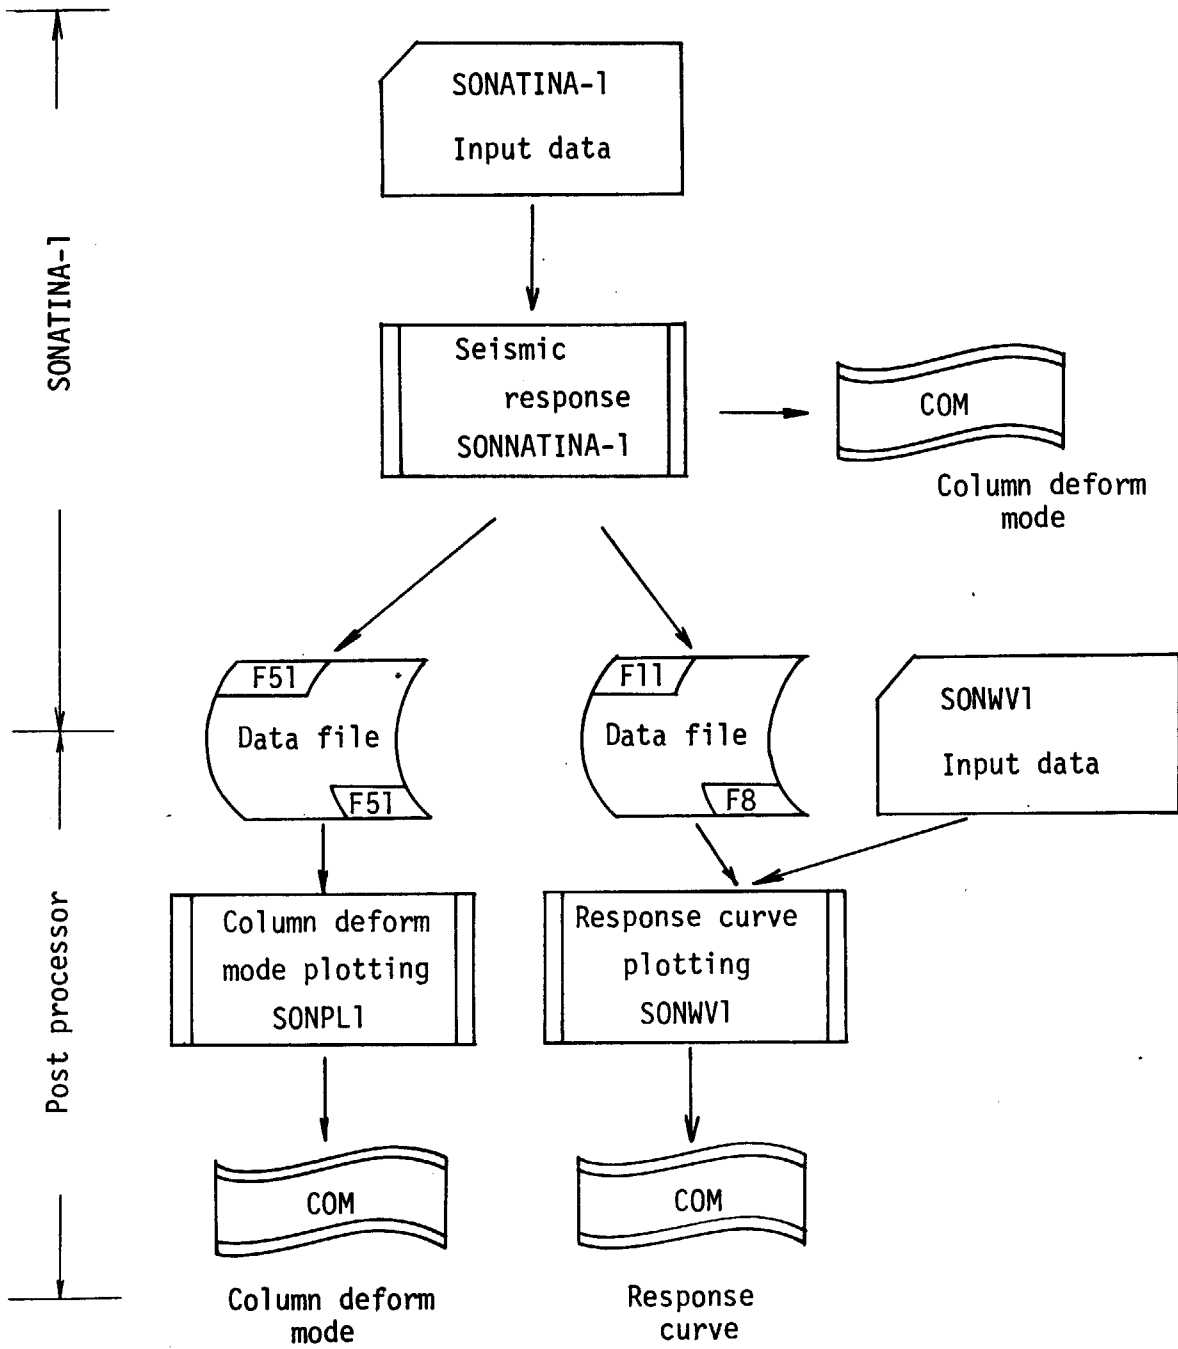 SONATINA-1
Input data
SONATINA-1
Seismic
response
SONNATINA-1
COM
Column deform
mode
F51
Data file
F51
F11
Data file
F8
SONWV1
Input data
Post processor
Column deform
mode plotting
SONPL1
Response curve
plotting
SONWV1
COM
Column deform
mode
COM
Response
curve